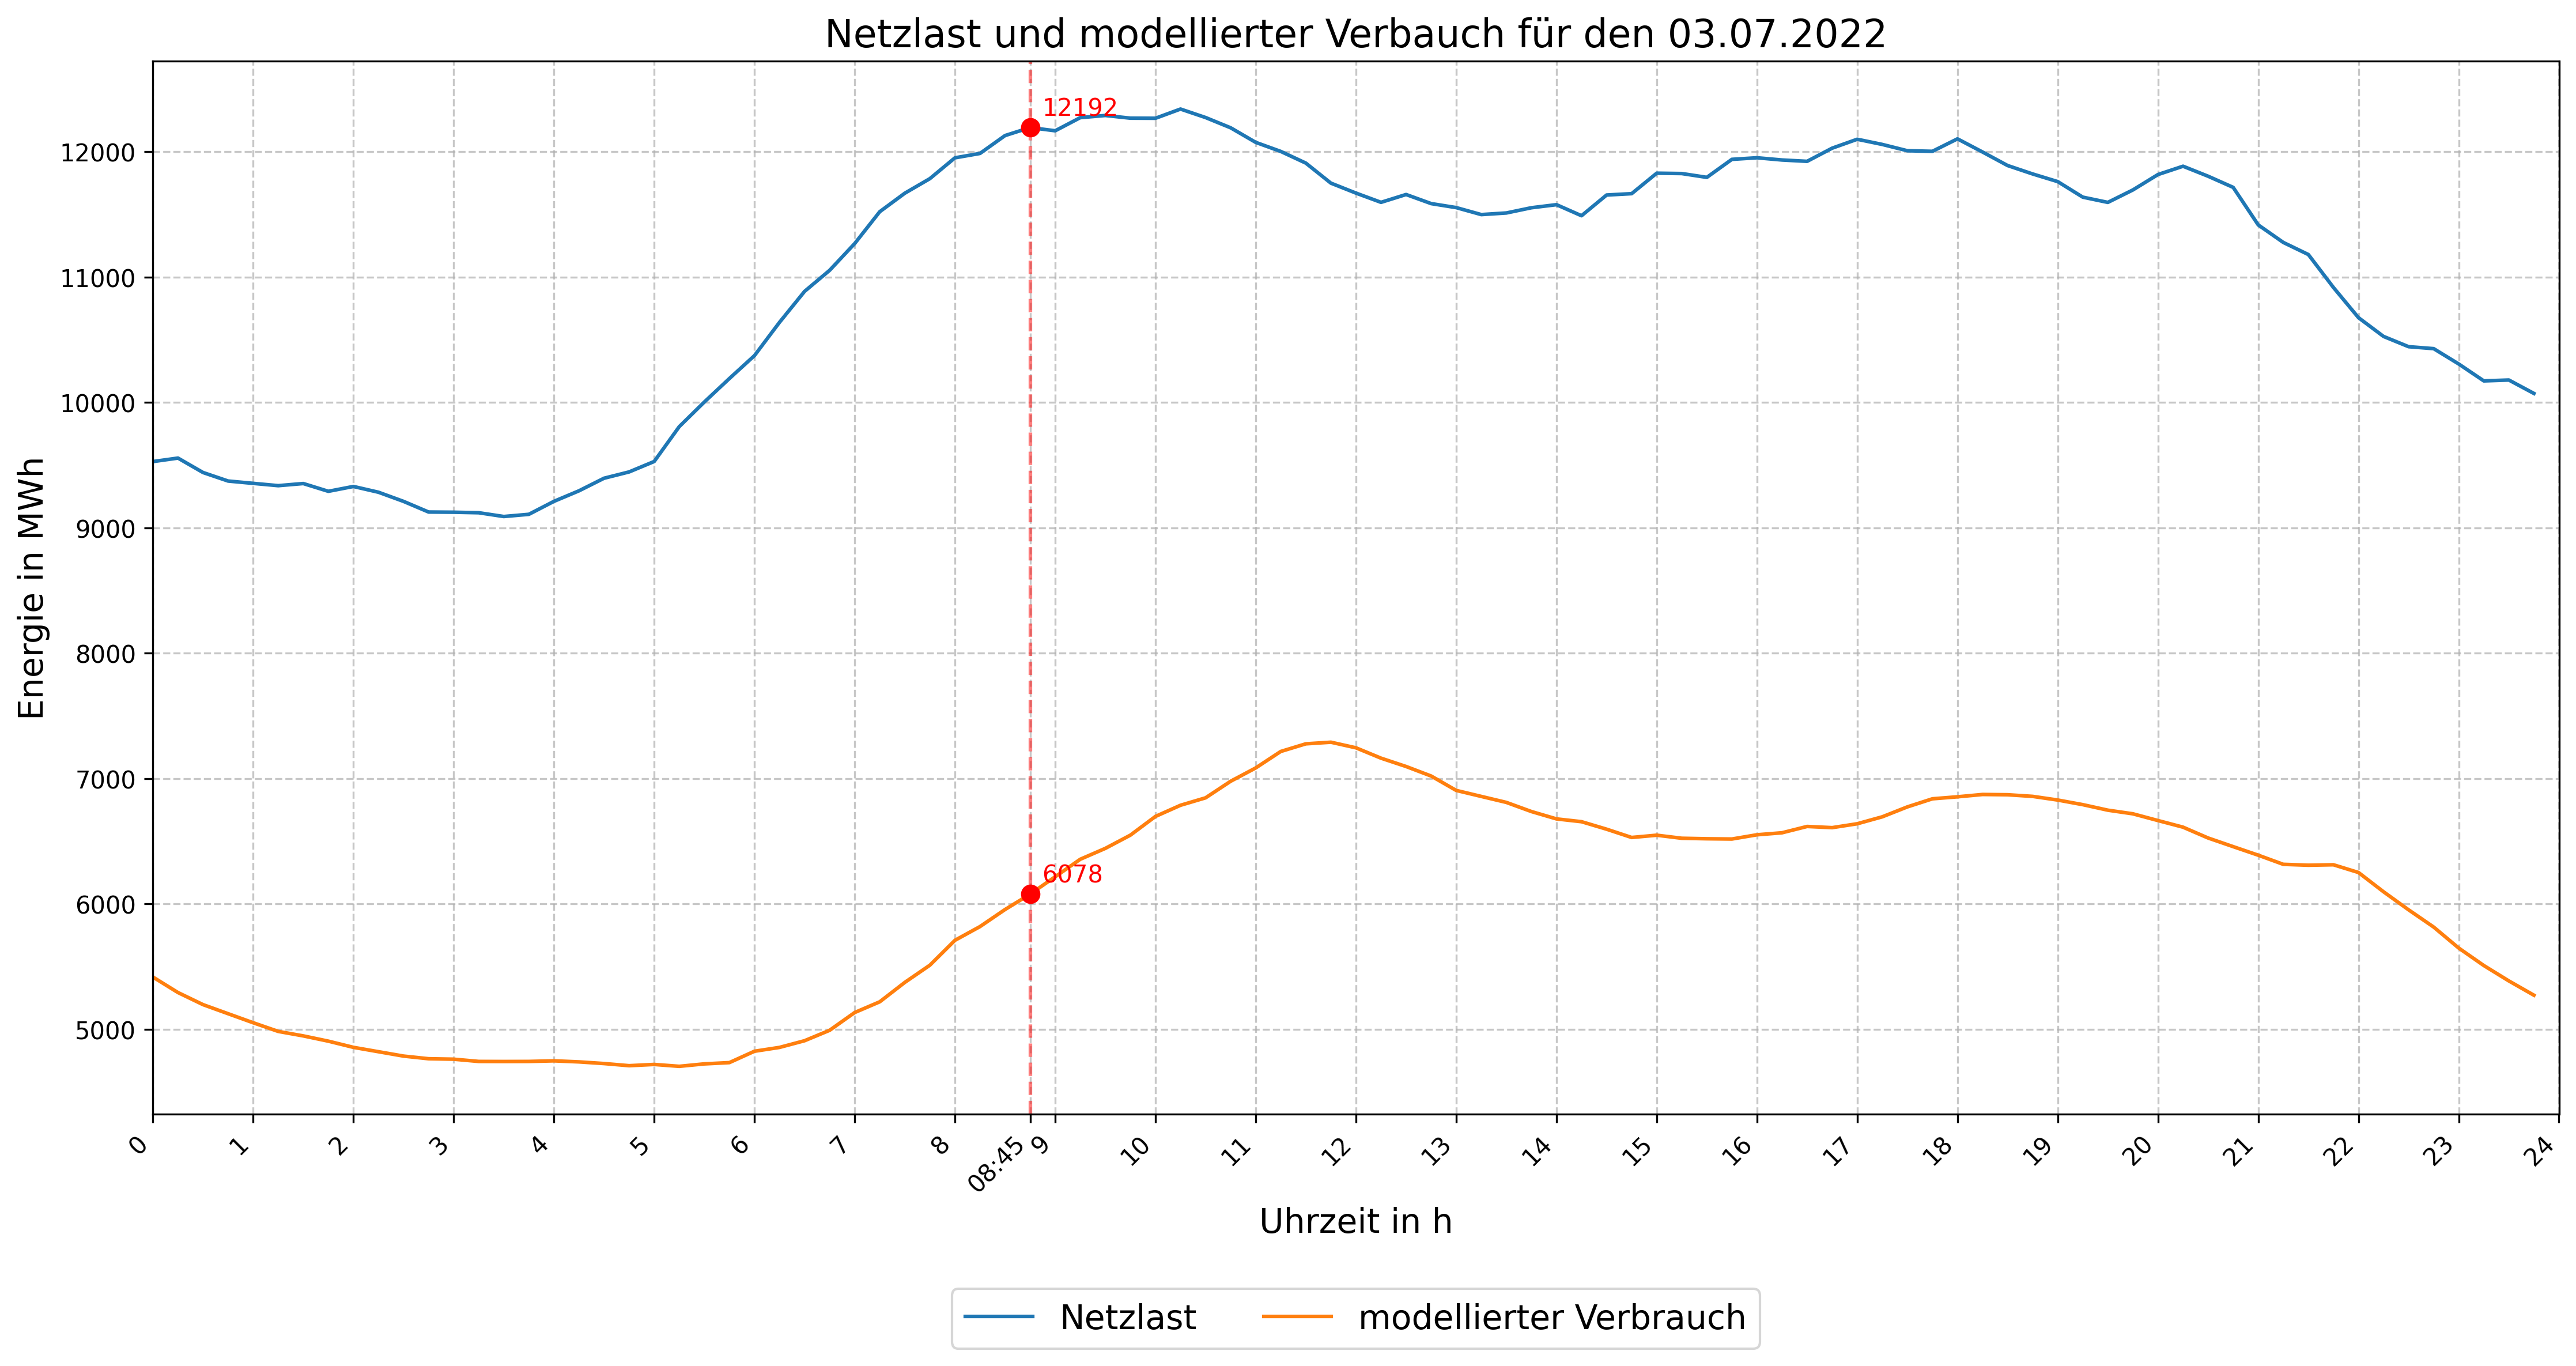 Netzlast und modellierter Verbauch für den 03.07.2022
Energie in MWh
12000
11000
10000
9000
8000
7000
6000
5000
12192
6078
0 1 2 3 4 5 6 7 8 08:45 9 10 11 12 13 14 15 16 17 18 19 20 21 22 23 24
Uhrzeit in h
Netzlast modellierter Verbrauch